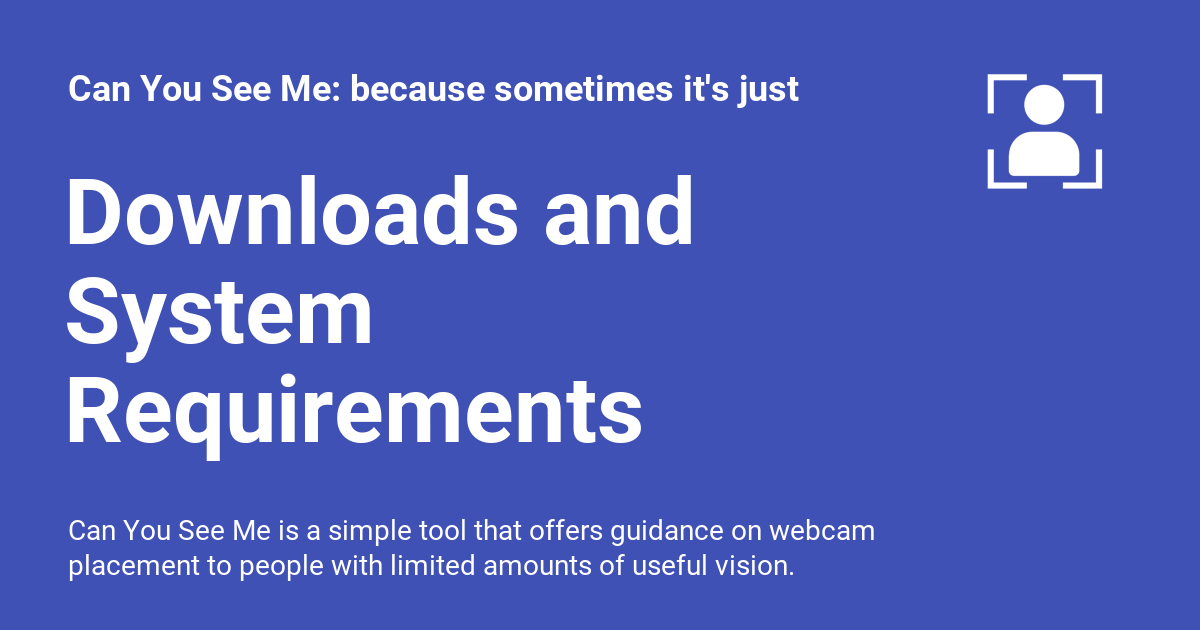 Can You See Me: because sometimes it's just
Downloads and
System
Requirements
Can You See Me is a simple tool that offers guidance on webcam
placement to people with limited amounts of useful vision.